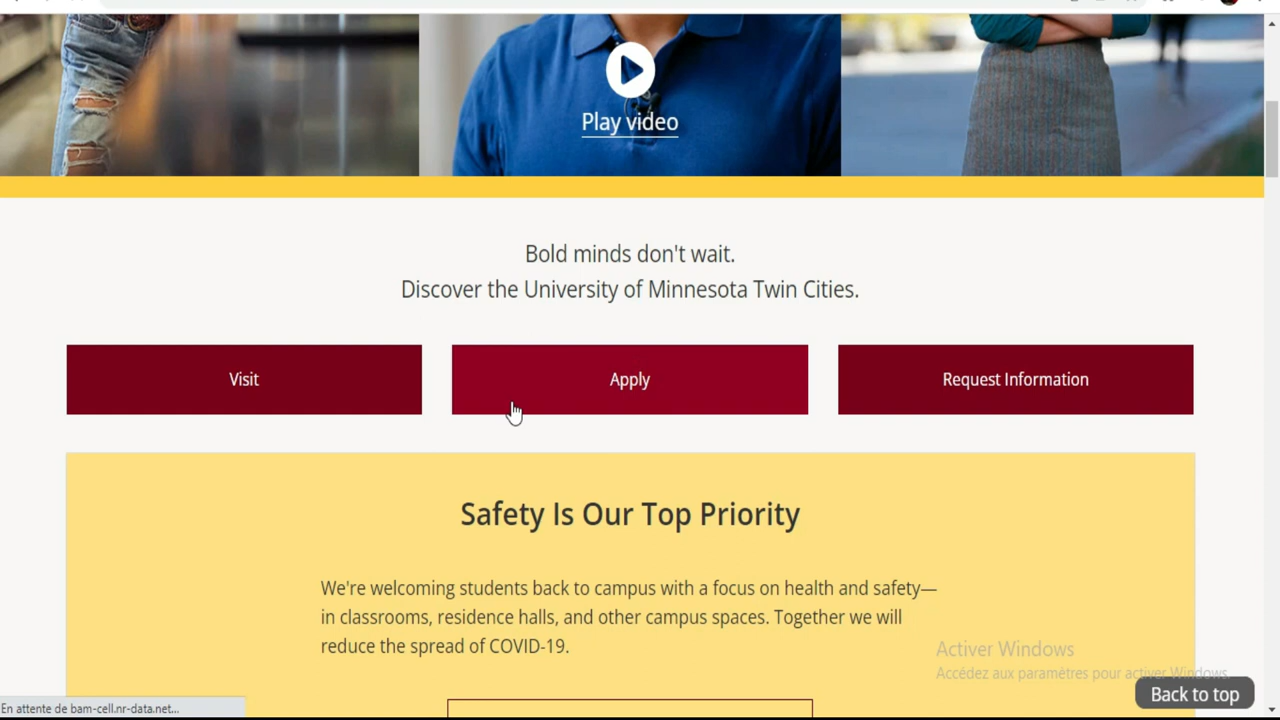 Play video
Bold minds don't wait.
Discover the University of Minnesota Twin Cities.
Visit
Apply
Request Information
Safety Is Our Top Priority
We're welcoming students back to campus with a focus on health and safety—
in classrooms, residence halls, and other campus spaces. Together we will
reduce the spread of COVID-19.
Activer Windows
Accédez aux paramètres pour activer Windows.
Back to top
En attente de bam-cell.nr-data.net...